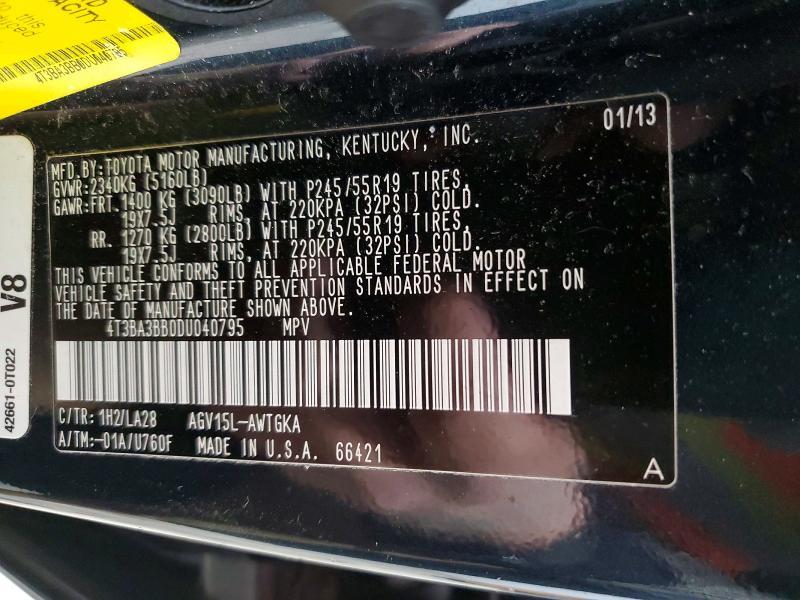 ACITY
4T3BA3BB0DU040795
V8
42661-0T022
01/13
MFD.BY:TOYOTA MOTOR MANUFACTURING, KENTUCKY, INC.
GVWR:2340KG (5160LB)
GAWR:FRT. 1400 KG (3090LB) WITH P245/55R19 TIRES,
19X7.5J RIMS, AT 220KPA (32PSI) COLD.
RR. 1270 KG (2800LB) WITH P245/55R19 TIRES,
19X7.5J RIMS, AT 220KPA (32PSI) COLD.
THIS VEHICLE CONFORMS TO ALL APPLICABLE FEDERAL MOTOR
VEHICLE SAFETY AND THEFT PREVENTION STANDARDS IN EFFECT ON
THE DATE OF MANUFACTURE SHOWN ABOVE.
4T3BA3BB0DU040795 MPV
C/TR: 1H2/LA28 AGV15L-AWTGKA
A/TM:-01A/U760F MADE IN U.S.A. 66421
A